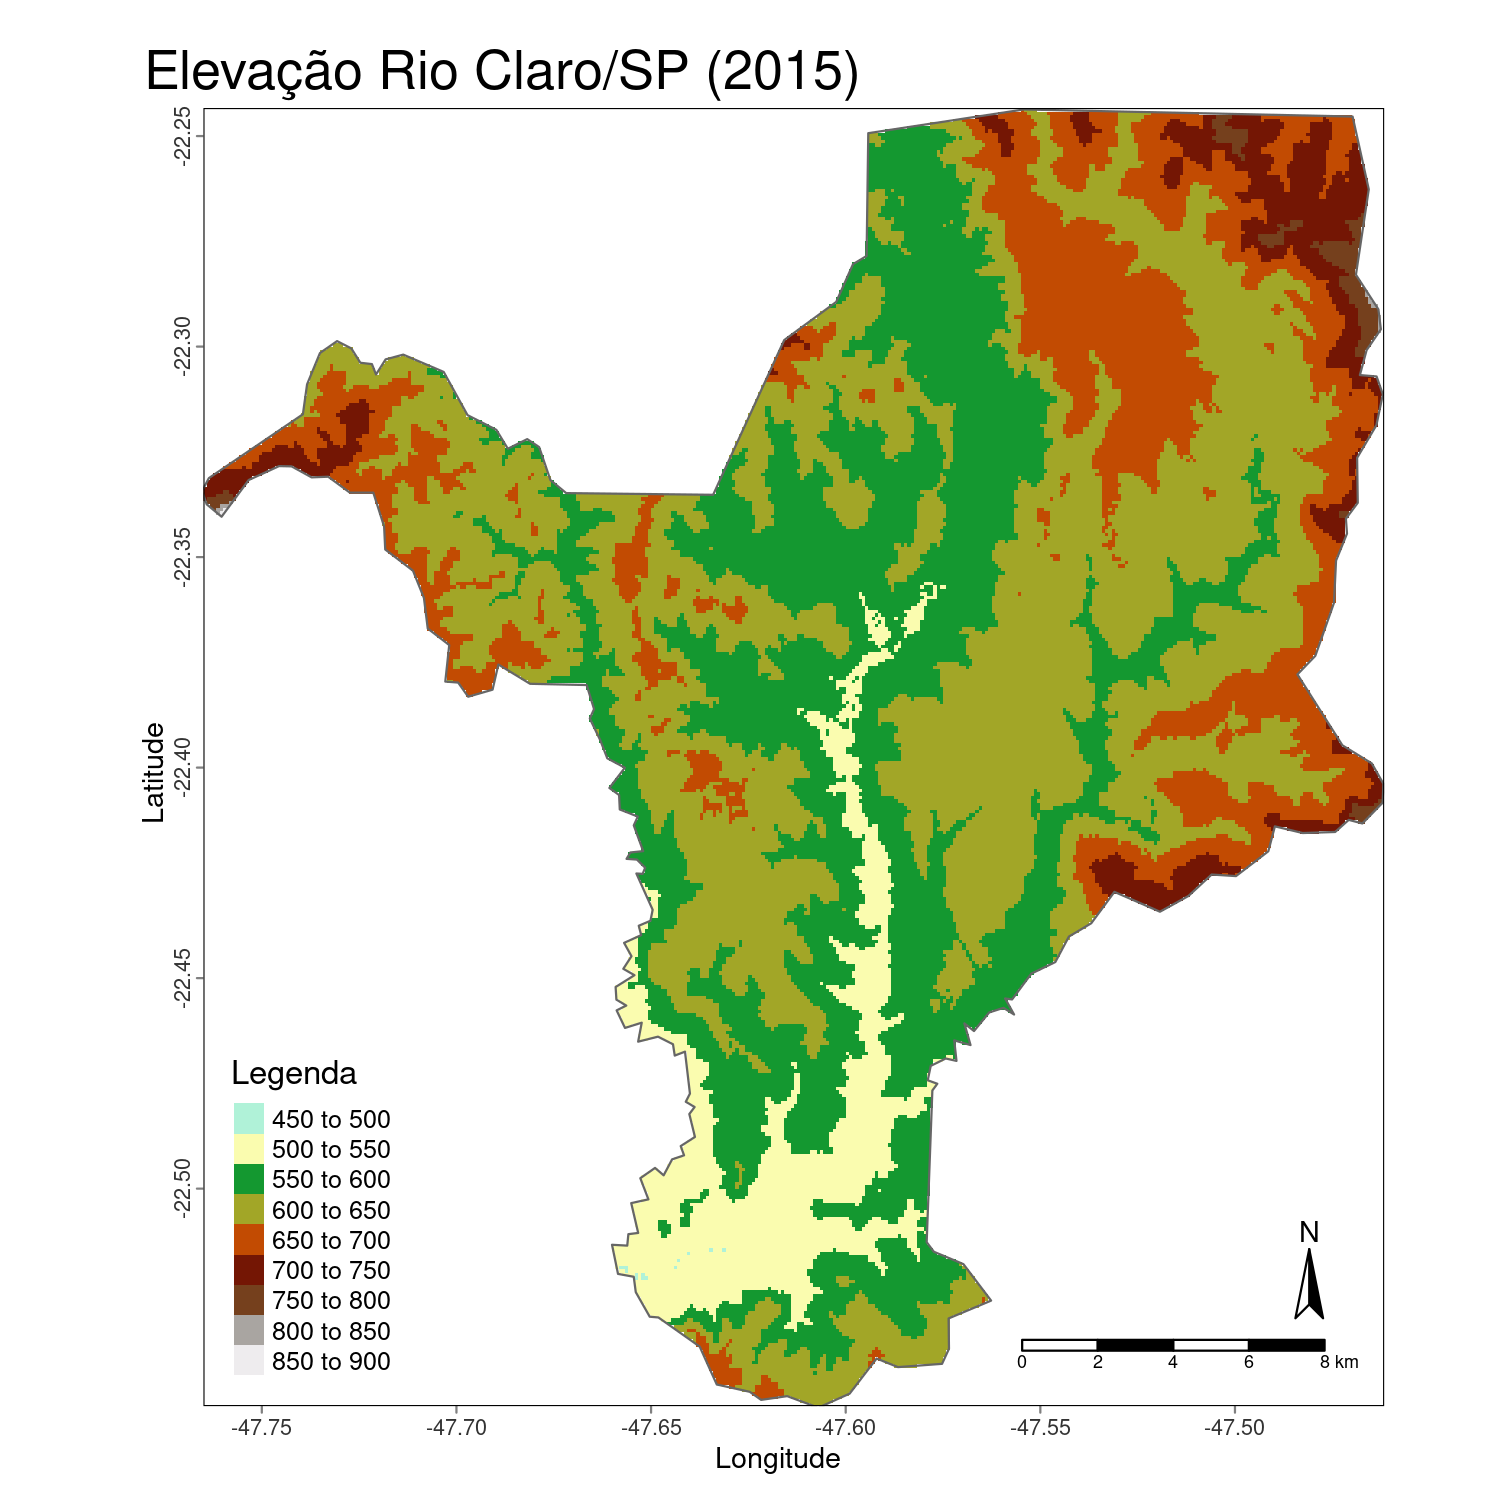 Elevação Rio Claro/SP (2015)
-22.25
-22.30
-22.35
-22.40
-22.45
-22.50
Latitude
Legenda
450 to 500
500 to 550
550 to 600
600 to 650
650 to 700
700 to 750
750 to 800
800 to 850
850 to 900
N
0 2 4 6 8 km
-47.75 -47.70 -47.65 -47.60 -47.55 -47.50
Longitude